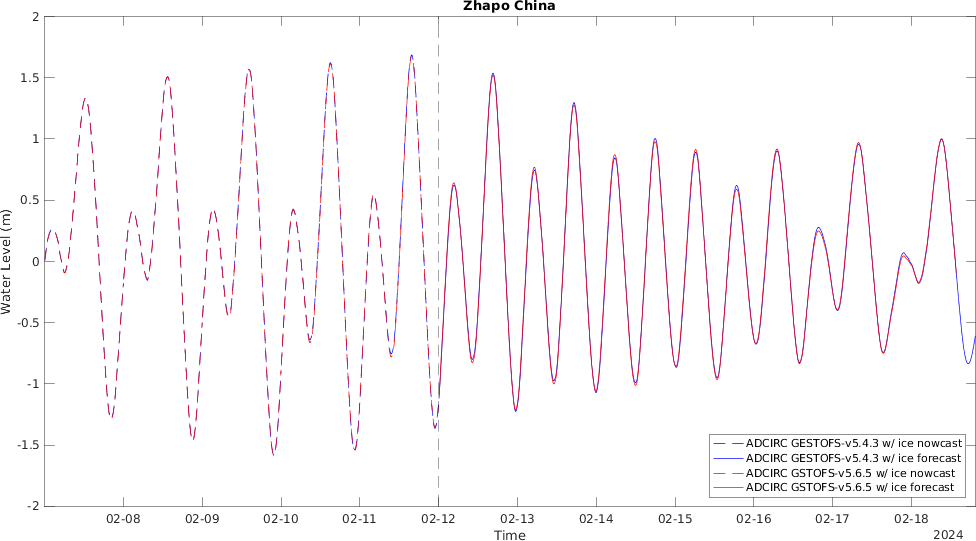 Zhapo China
2
1.5
1
0.5
0
-0.5
-1
-1.5
-2
Water Level (m)
02-08 02-09 02-10 02-11 02-12 02-13 02-14 02-15 02-16 02-17 02-18
Time
2024
ADCIRC GESTOFS-v5.4.3 w/ ice nowcast
ADCIRC GESTOFS-v5.4.3 w/ ice forecast
ADCIRC GSTOFS-v5.6.5 w/ ice nowcast
ADCIRC GSTOFS-v5.6.5 w/ ice forecast